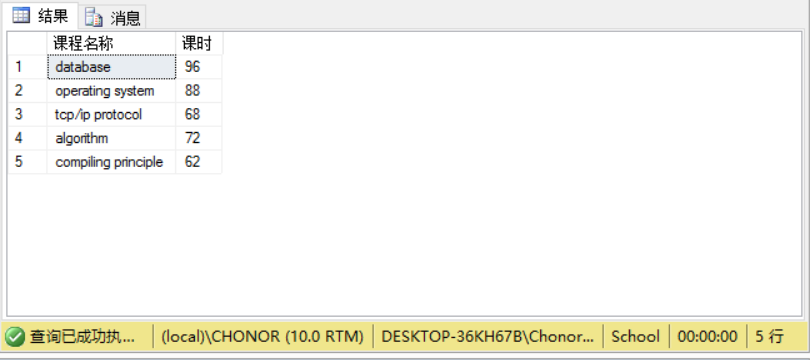 结果 消息
课程名称 课时
1 database 96
2 operating system 88
3 tcp/ip protocol 68
4 algorithm 72
5 compiling principle 62
查询已成功执... (local)\CHONOR (10.0 RTM) DESKTOP-36KH67B\Chonor... School 00:00:00 5 行